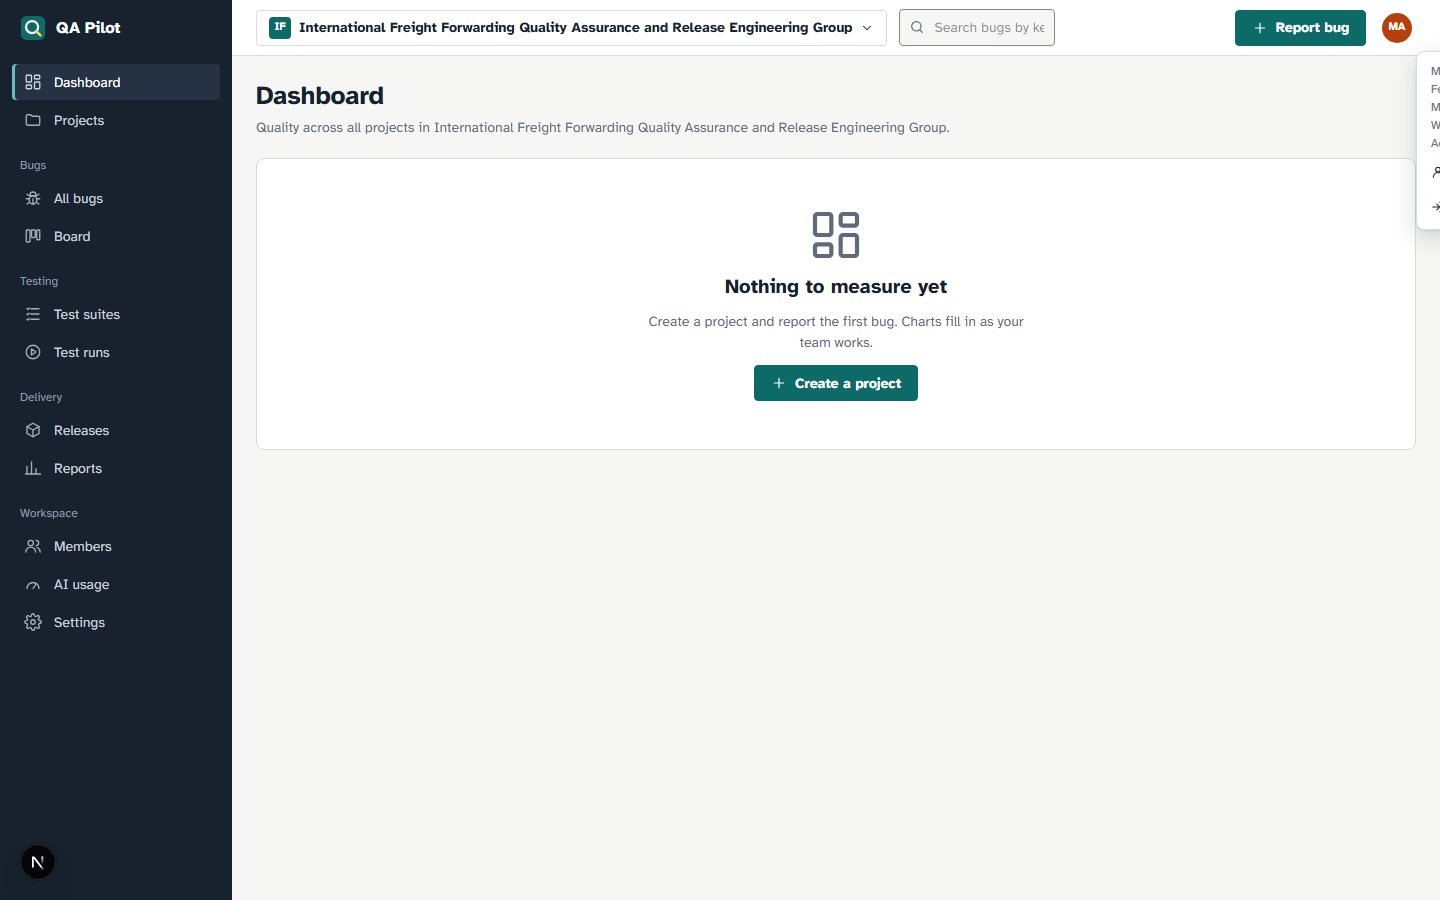 QA Pilot
IF International Freight Forwarding Quality Assurance and Release Engineering Group
Search bugs by ke
Report bug
MA
Dashboard
Projects
Bugs
All bugs
Board
Testing
Test suites
Test runs
Delivery
Releases
Reports
Workspace
Members
AI usage
Settings
N
Dashboard
Quality across all projects in International Freight Forwarding Quality Assurance and Release Engineering Group.
Nothing to measure yet
Create a project and report the first bug. Charts fill in as your
team works.
Create a project
M
Fe
M
W